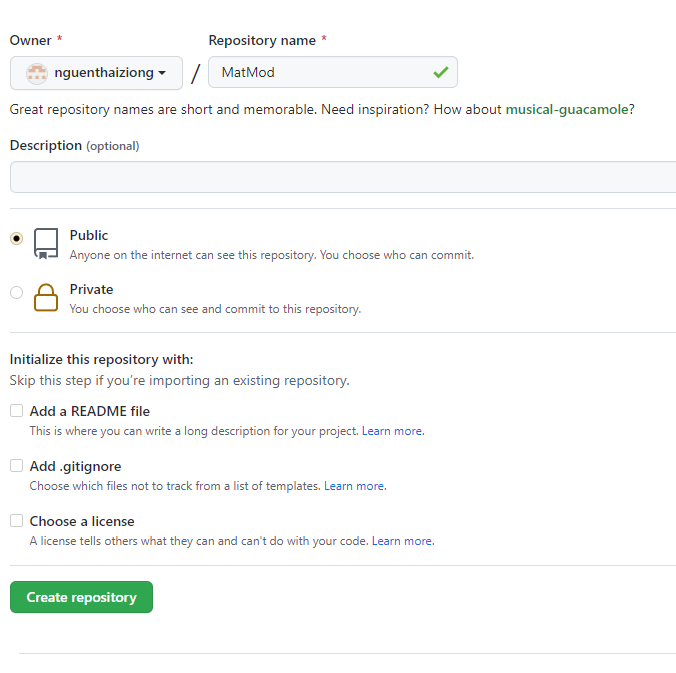 Owner * Repository name *
nguenthaiziong / MatMod
Great repository names are short and memorable. Need inspiration? How about musical-guacamole?
Description (optional)
Public
Anyone on the internet can see this repository. You choose who can commit.
Private
You choose who can see and commit to this repository.
Initialize this repository with:
Skip this step if you're importing an existing repository.
Add a README file
This is where you can write a long description for your project. Learn more.
Add .gitignore
Choose which files not to track from a list of templates. Learn more.
Choose a license
A license tells others what they can and can't do with your code. Learn more.
Create repository